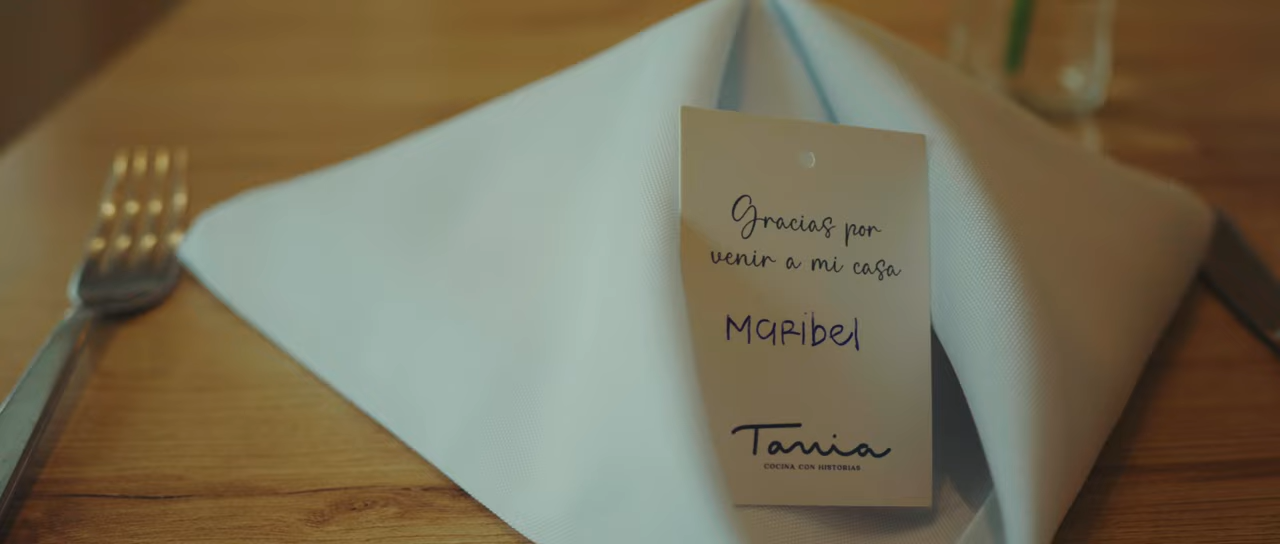 Gracias por
venir a mi casa
Maribel
Tania
COCINA CON HISTORIAS